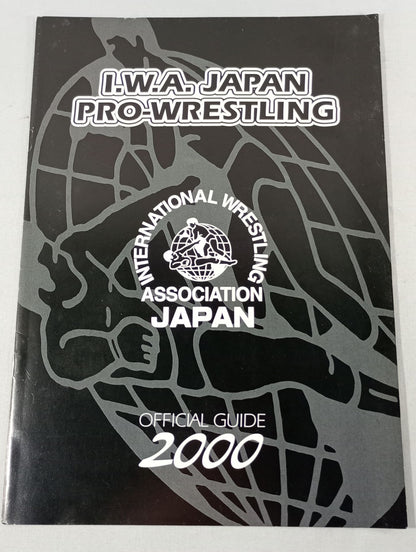 I.W.A. JAPAN
PRO-WRESTLING
INTERNATIONAL WRESTLING
ASSOCIATION
JAPAN
OFFICIAL GUIDE
2000